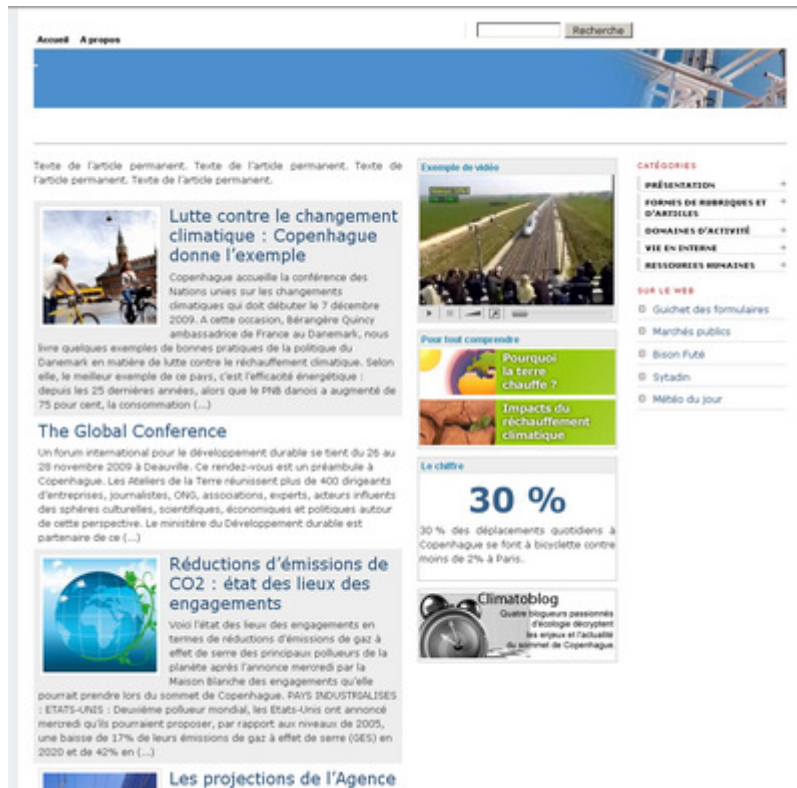 Accueil A propos
Recherche
Texte de l'article permanent. Texte de l'article permanent. Texte de
l'article permanent. Texte de l'article permanent.
Lutte contre le changement
climatique : Copenhague
donne l'exemple
Copenhague accueille la conférence des
Nations unies sur les changements
climatiques qui doit débuter le 7 décembre
2009. A cette occasion, Bérangère Quincy
ambassadrice de France au Danemark, nous
livre quelques exemples de bonnes pratiques de la politique du
Danemark en matière de lutte contre le réchauffement climatique. Selon
elle, le meilleur exemple de ce pays, c'est l'efficacité énergétique :
depuis les 25 dernières années, alors que le PNB danois a augmenté de
75 pour cent, la consommation (...)
The Global Conference
Un forum international pour le développement durable se tient du 26 au
28 novembre 2009 à Deauville. Ce rendez-vous est un préambule à
Copenhague. Les Ateliers de la Terre réunissent plus de 400 dirigeants
d'entreprises, journalistes, ONG, associations, experts, acteurs influents
des sphères culturelles, scientifiques, économiques et politiques autour
de cette perspective. Le ministère du Développement durable est
partenaire de ce (...)
Réductions d'émissions de
CO2 : état des lieux des
engagements
Voici l'état des lieux des engagements en
termes de réductions d'émissions de gaz à
effet de serre des principaux pollueurs de la
planète après l'annonce mercredi par la
Maison Blanche des engagements qu'elle
pourrait prendre lors du sommet de Copenhague. PAYS INDUSTRIALISES
: ETATS-UNIS : Deuxième pollueur mondial, les Etats-Unis ont annoncé
mercredi qu'ils pourraient proposer, par rapport aux niveaux de 2005,
une baisse de 17% de leurs émissions de gaz à effet de serre (GES) en
2020 et de 42% en (...)
Les projections de l'Agence
Exemple de vidéo
Pour tout comprendre
Pourquoi
la terre
chauffe ?
Impacts du
réchauffement
climatique
Le chiffre
30 %
30 % des déplacements quotidiens à
Copenhague se font à bicyclette contre
moins de 2% à Paris.
Climatoblog
Quatre blogueurs passionnés
d'écologie décryptent
les enjeux et l'actualité
du sommet de Copenhague
CATÉGORIES
PRÉSENTATION +
FORMES DE RUBRIQUES ET +
D'ARTICLES
DOMAINES D'ACTIVITÉ +
VIE EN INTERNE +
RESSOURCES HUMAINES +
SUR LE WEB
Guichet des formulaires
Marchés publics
Bison Futé
Sytadin
Météo du jour